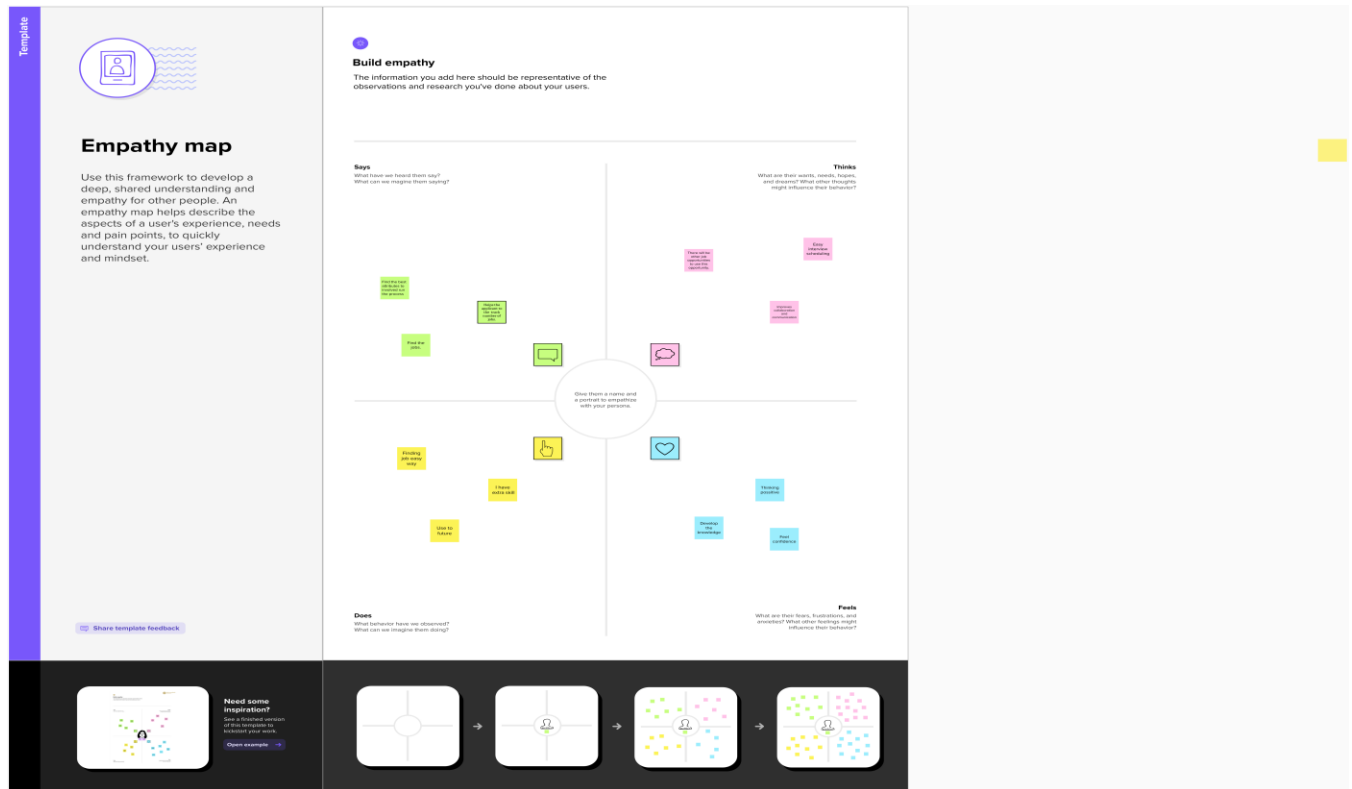 Template
Empathy map
Use this framework to develop a
deep, shared understanding and
empathy for other people. An
empathy map helps describe the
aspects of a user's experience, needs
and pain points, to quickly
understand your users' experience
and mindset.
Share template feedback
Build empathy
The information you add here should be representative of the
observations and research you've done about your users.
Says
What have we heard them say?
What can we imagine them saying?
Thinks
What are their wants, needs, hopes,
and dreams? What other thoughts
might influence their behavior?
Find the
jobs.
Easy
interview
scheduling
Give them a name and
a portrait to empathize
with your persona.
Finding
job easy
way
I have
extra skill
Use to
future
Thinking
positive
Develop
the
knowledge
Feel
confidence
Does
What behavior have we observed?
What can we imagine them doing?
Feels
What are their fears, frustrations, and
anxieties? What other feelings might
influence their behavior?
Need some
inspiration?
See a finished version
of this template to
kickstart your work.
Open example